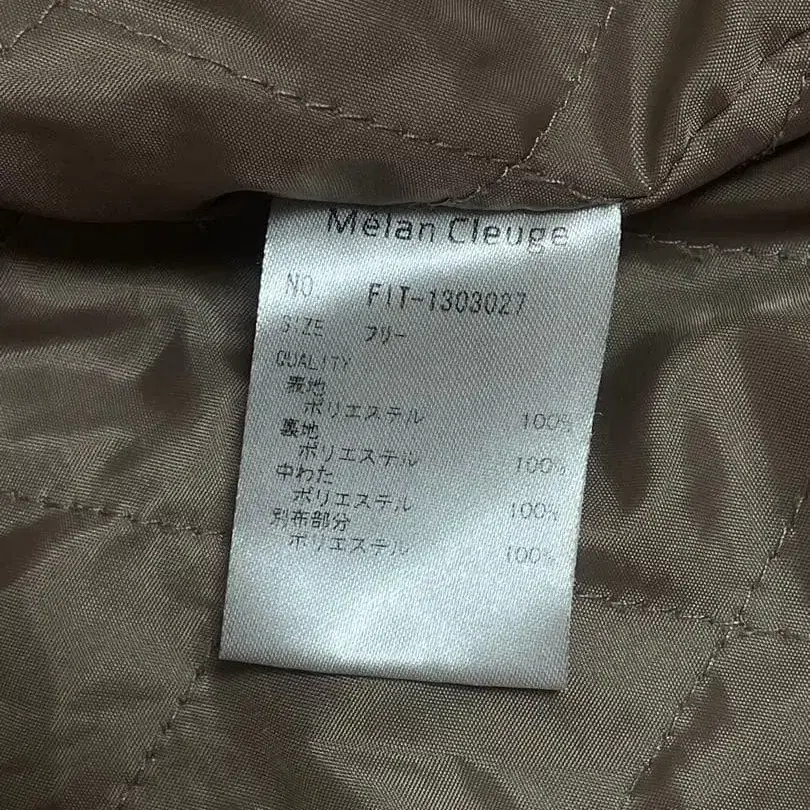 Mélan Cleuge
NO. FIT-1303027
SIZE フリー
QUALITY
表地
ポリエステル 100%
裏地
ポリエステル 100%
中わた
ポリエステル 100%
別布部分
ポリエステル 100%